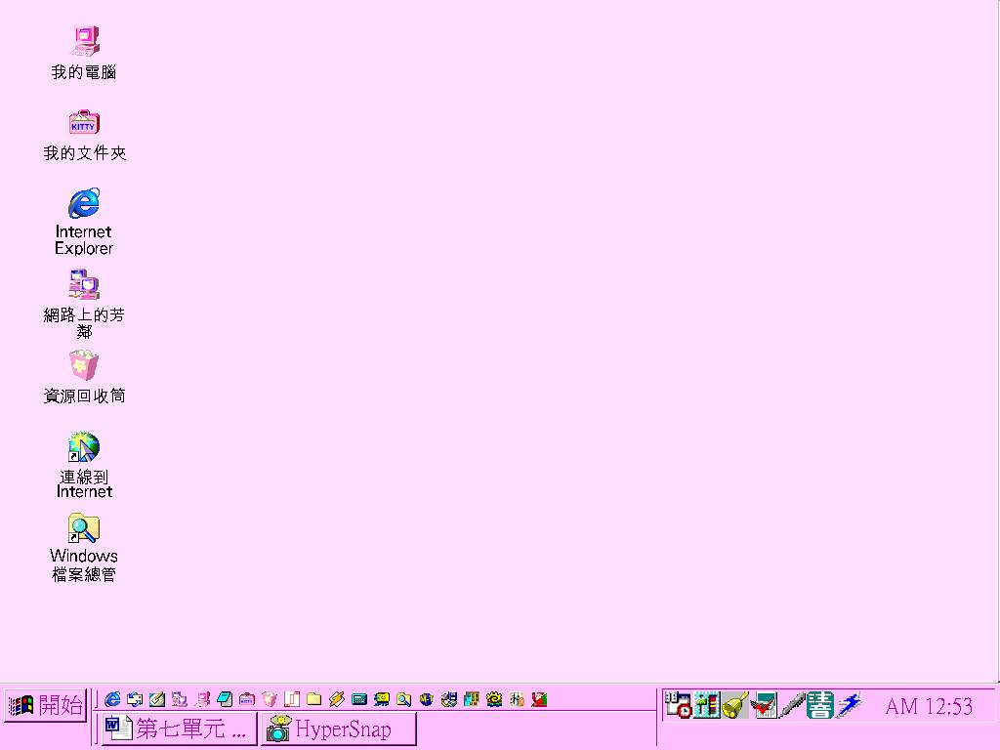 我的電腦
KITTY
我的文件夾
Internet
Explorer
網路上的芳
鄰
資源回收筒
連線到
Internet
Windows
檔案總管
開始
第七單元 ...
HyperSnap
AM 12:53